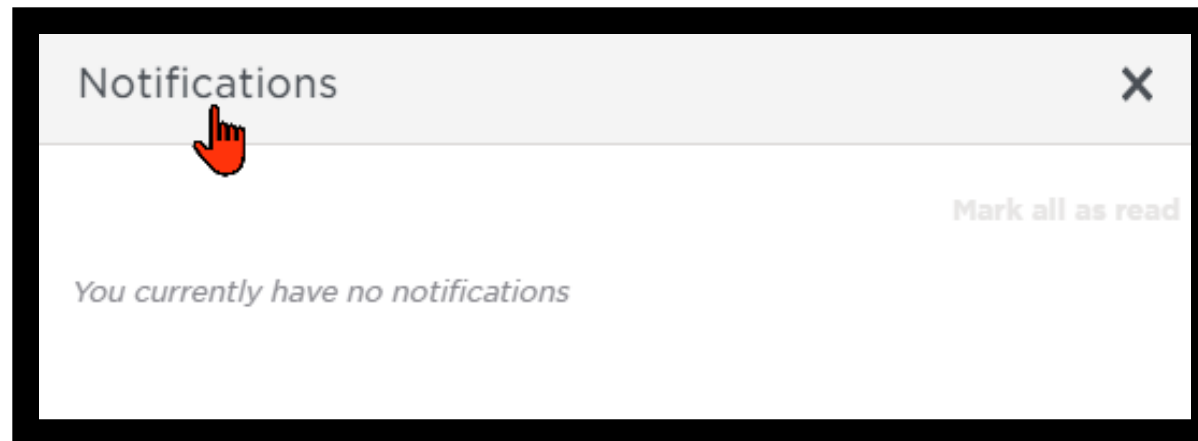 Notifications
Mark all as read
You currently have no notifications